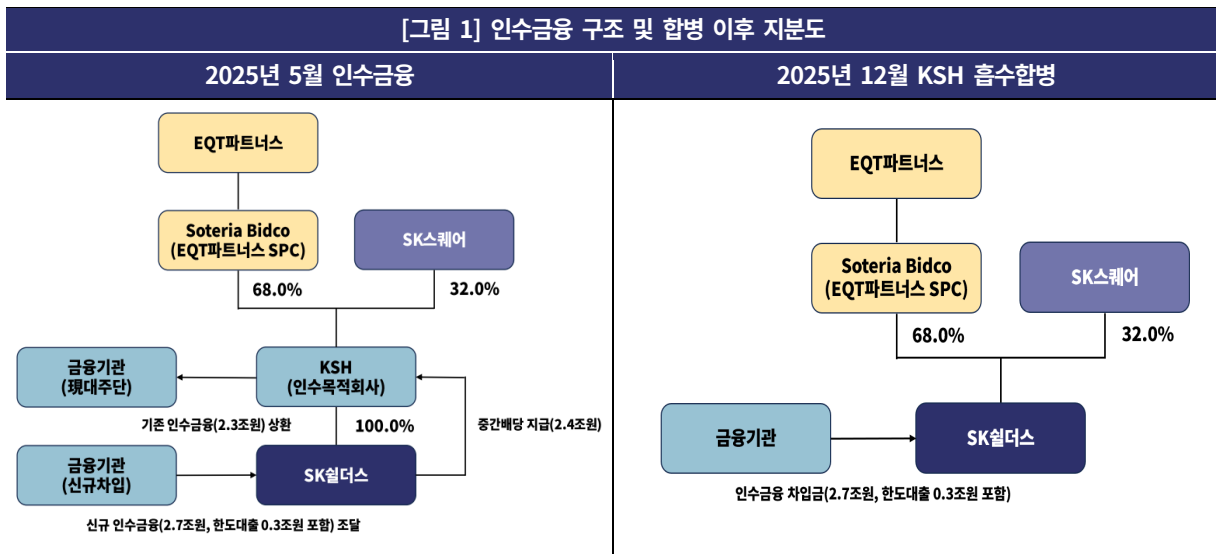 [그림 1] 인수금융 구조 및 합병 이후 지분도
2025년 5월 인수금융
EQT파트너스
Soteria Bidco
(EQT파트너스 SPC)
SK스퀘어
68.0%
32.0%
금융기관
(現대주단)
KSH
(인수목적회사)
기존 인수금융(2.3조원) 상환
100.0%
중간배당 지급(2.4조원)
금융기관
(신규차입)
SK쉴더스
신규 인수금융(2.7조원, 한도대출 0.3조원 포함) 조달
2025년 12월 KSH 흡수합병
EQT파트너스
Soteria Bidco
(EQT파트너스 SPC)
SK스퀘어
68.0%
32.0%
금융기관
SK쉴더스
인수금융 차입금(2.7조원, 한도대출 0.3조원 포함)